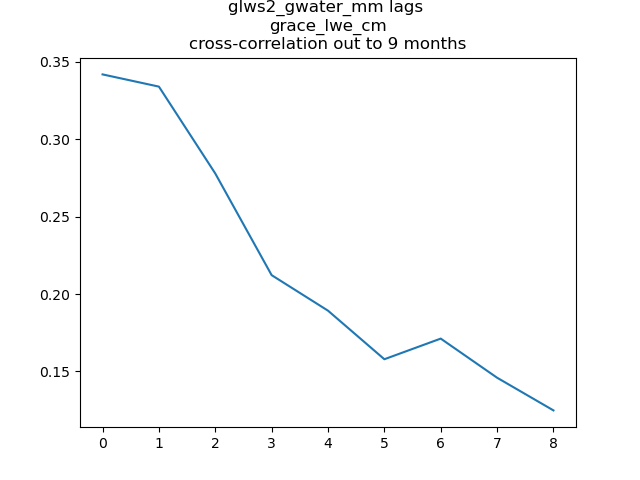 glws2_gwater_mm lags
grace_lwe_cm
cross-correlation out to 9 months
0.35
0.30
0.25
0.20
0.15
0 1 2 3 4 5 6 7 8